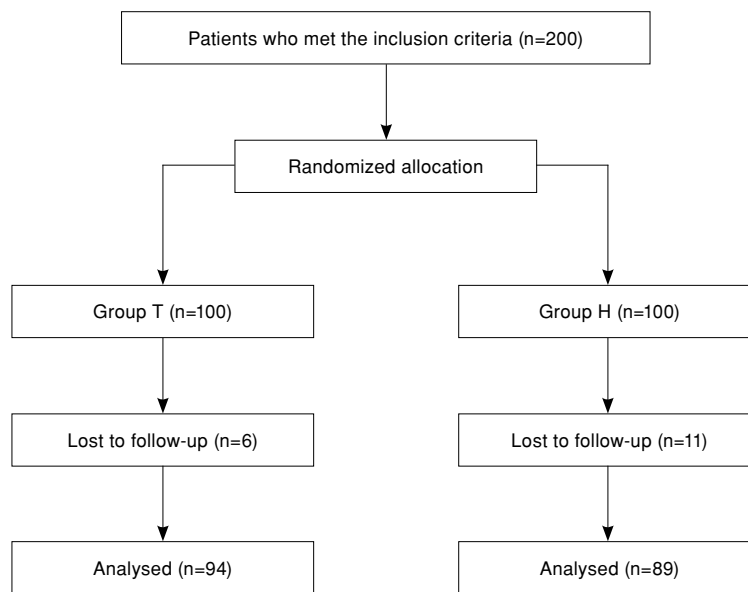 Patients who met the inclusion criteria (n=200)
Randomized allocation
Group T (n=100)
Group H (n=100)
Lost to follow-up (n=6)
Lost to follow-up (n=11)
Analysed (n=94)
Analysed (n=89)